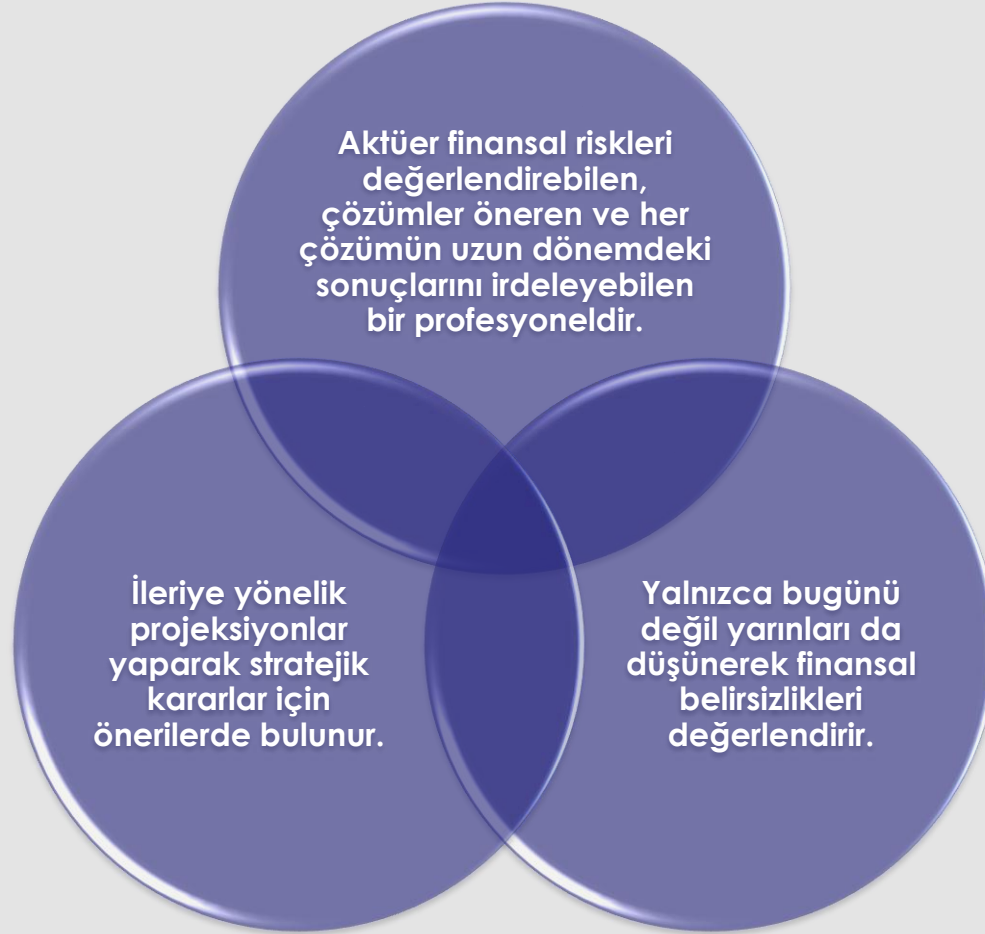 Aktüer finansal riskleri
değerlendirebilen,
çözümler öneren ve her
çözümün uzun dönemdeki
sonuçlarını irdeleyebilen
bir profesyoneldir.
İleriye yönelik
projeksiyonlar
yaparak stratejik
kararlar için
önerilerde bulunur.
Yalnızca bugünü
değil yarınları da
düşünerek finansal
belirsizlikleri
değerlendirir.